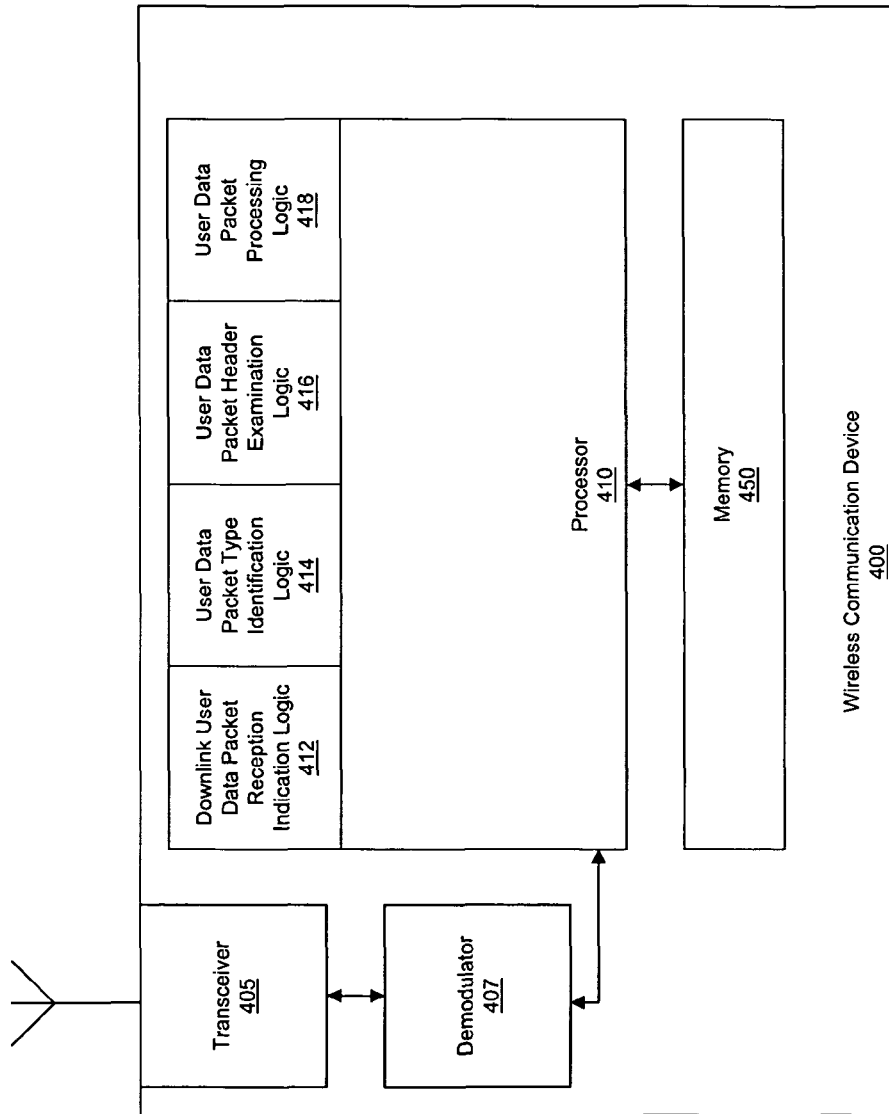 Transceiver
405
Demodulator
407
Downlink User
Data Packet
Reception
Indication Logic
412
User Data
Packet Type
Identification
Logic
414
User Data
Packet Header
Examination
Logic
416
User Data
Packet
Processing
Logic
418
Processor
410
Memory
450
Wireless Communication Device
400